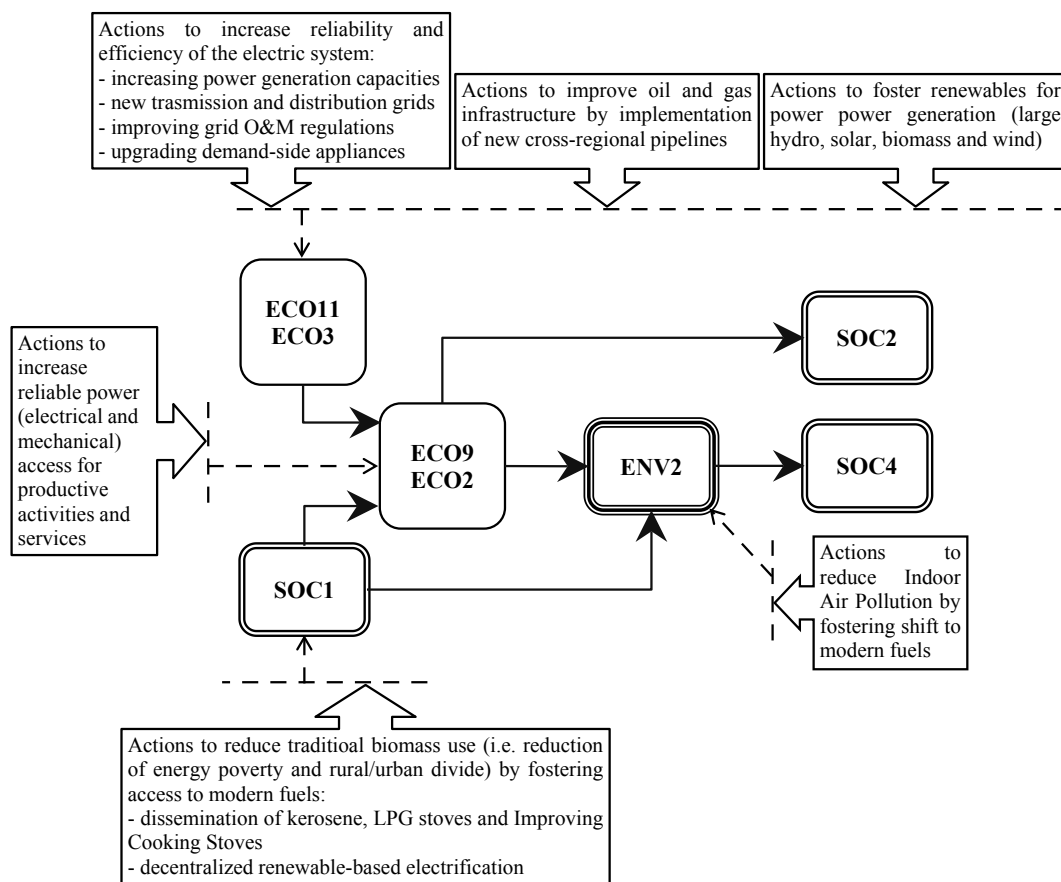 Actions to increase reliability and
efficiency of the electric system:
- increasing power generation capacities
- new trasmission and distribution grids
- improving grid O&M regulations
- upgrading demand-side appliances
Actions to improve oil and gas
infrastructure by implementation
of new cross-regional pipelines
Actions to foster renewables for
power power generation (large
hydro, solar, biomass and wind)
ECO11
ECO3
SOC2
Actions to
increase
reliable power
(electrical and
mechanical)
access for
productive
activities and
services
ECO9
ECO2
ENV2
SOC4
SOC1
Actions to
reduce Indoor
Air Pollution by
fostering shift to
modern fuels
Actions to reduce traditioal biomass use (i.e. reduction
of energy poverty and rural/urban divide) by fostering
access to modern fuels:
- dissemination of kerosene, LPG stoves and Improving
Cooking Stoves
- decentralized renewable-based electrification